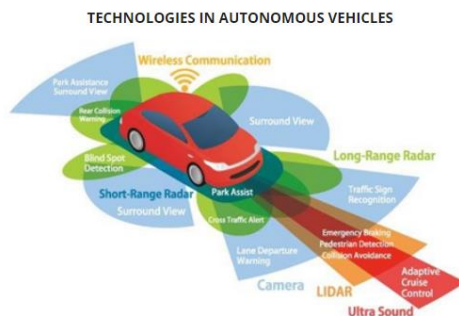 TECHNOLOGIES IN AUTONOMOUS VEHICLES
Wireless Communication
Park Assistance
Surround View
Rear Collision
Warning
Surround View
Blind Spot
Detection
Long-Range Radar
Short-Range Radar
Park Assist
Traffic Sign
Recognition
Surround View
Cross Traffic Alert
Emergency Braking
Pedestrian Detection
Collision Avoidance
Lane Departure
Warning
Adaptive
Cruise
Control
Camera
LIDAR
Ultra Sound